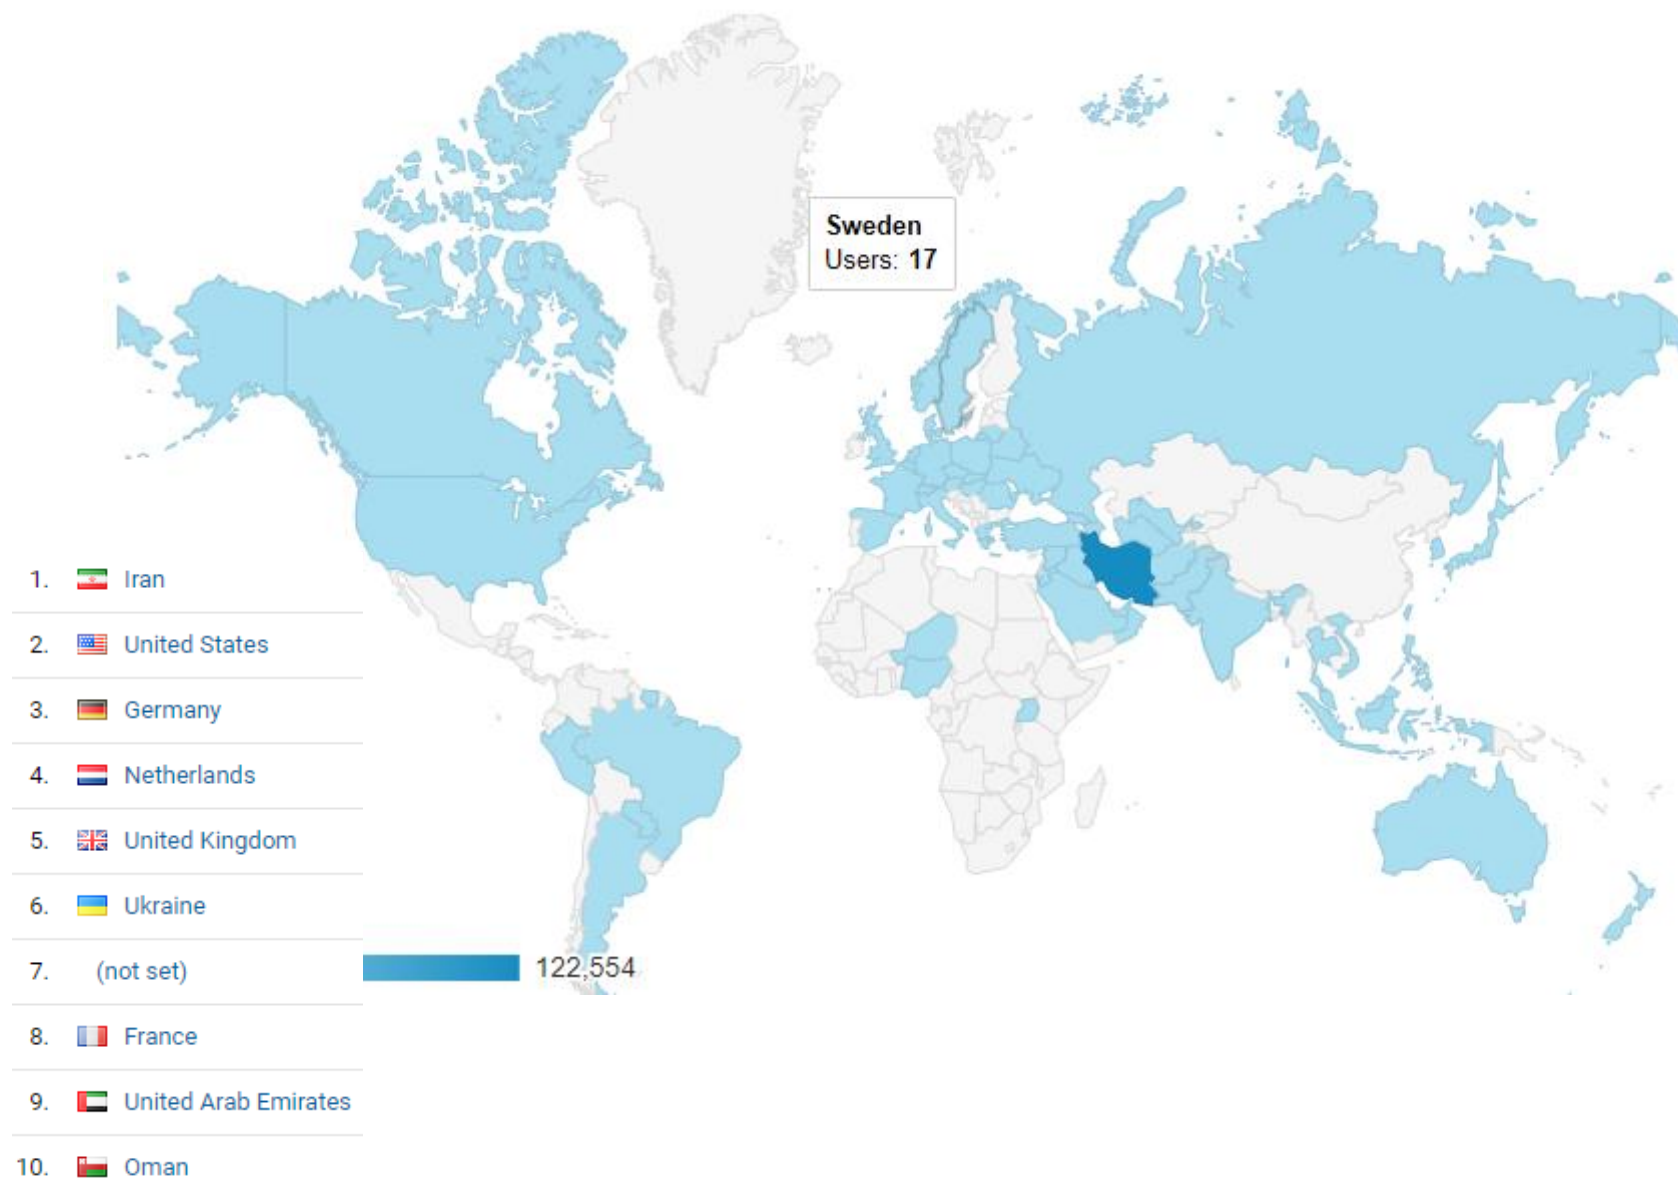 Sweden
Users: 17
1. Iran
2. United States
3. Germany
4. Netherlands
5. United Kingdom
6. Ukraine
7. (not set)
122,554
8. France
9. United Arab Emirates
10. Oman